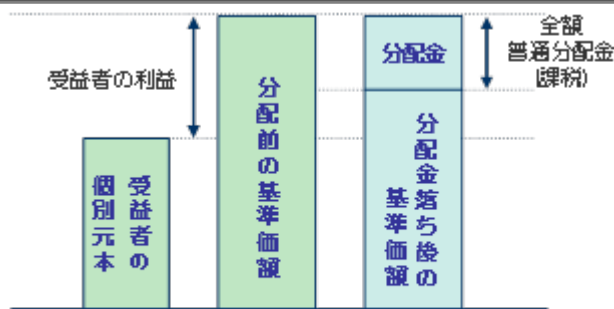 全額
普通分配金
(課税)
分配金
受益者の利益
分配前の基準価額
分配金落ち後の
基準価額
受益者の
個別元本